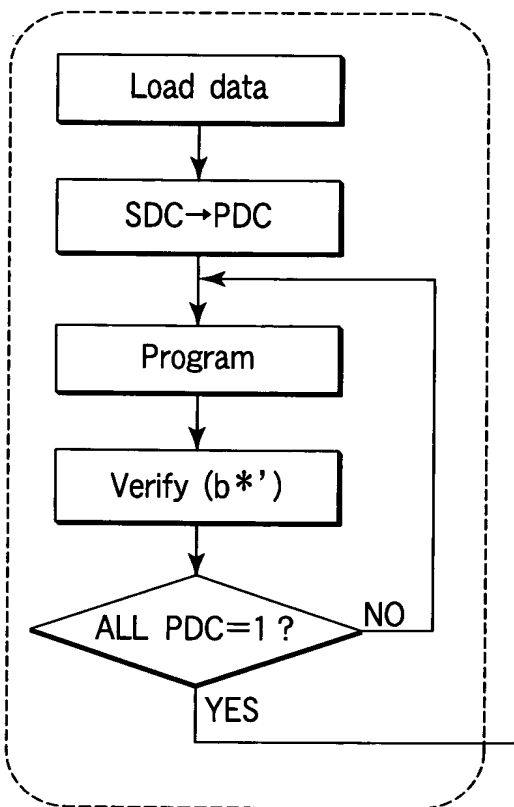 Load data
SDC→PDC
Program
Verify (b*')
ALL PDC=1?
NO
YES